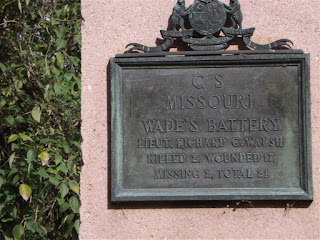 C S
MISSOURI
WADE'S BATTERY
LIEUT. RICHARD C. WALSH
KILLED 2, WOUNDED 17,
MISSING 2, TOTAL 21